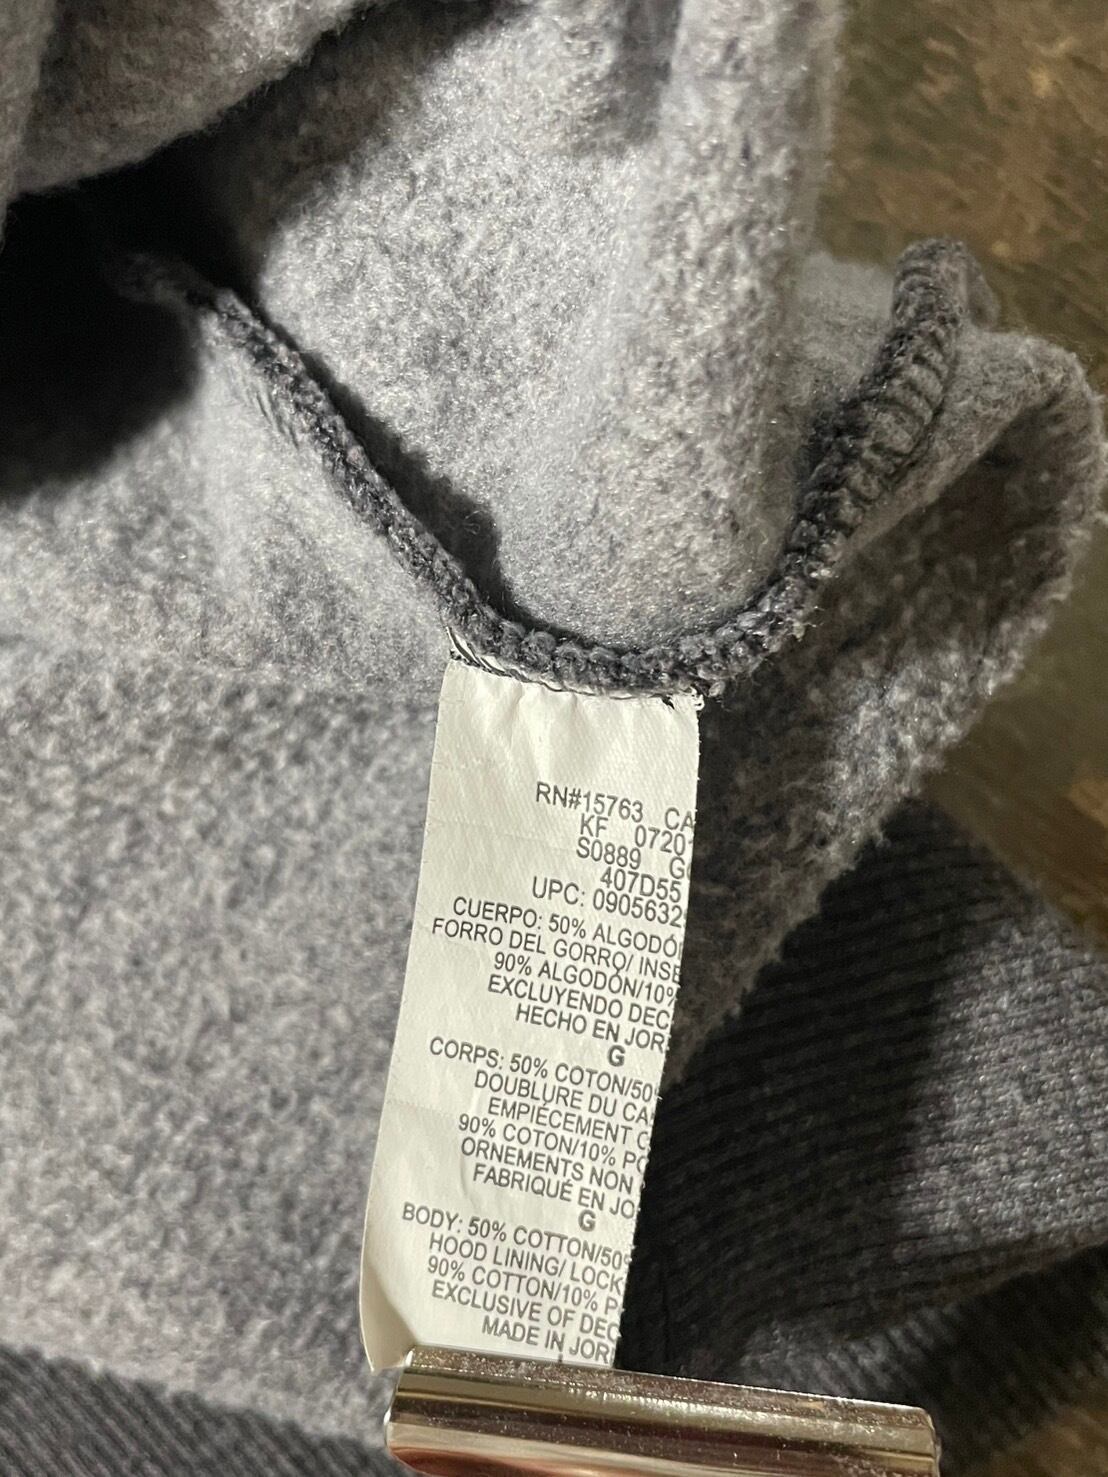 RN#15763 CA
KF 0720
S0889
407D55
UPC: 0905632
CUERPO: 50% ALGODÓ
FORRO DEL GORRO/ INSE
90% ALGODÓN/10%
EXCLUYENDO DEC
HECHO EN JOR
G
CORPS: 50% COTON/50%
DOUBLURE DU CA
EMPIÈCEMENT
90% COTON/10% PO
ORNEMENTS NON
FABRIQUÉ EN JO
G
BODY: 50% COTTON/50%
HOOD LINING/ LOCK
90% COTTON/10% P
EXCLUSIVE OF DEC
MADE IN JOR